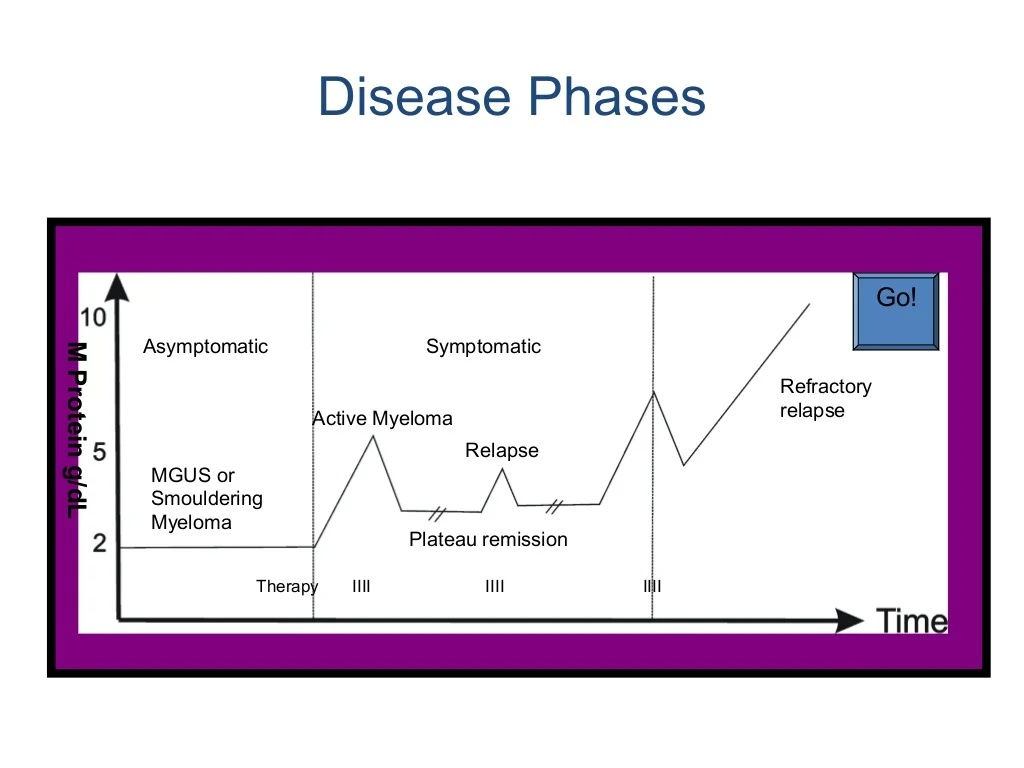 Disease Phases
Go!
10
Asymptomatic
Symptomatic
M Protein g/dL
Refractory
relapse
Active Myeloma
5
Relapse
MGUS or
Smouldering
Myeloma
2
Plateau remission
Therapy IIII IIII IIII
Time